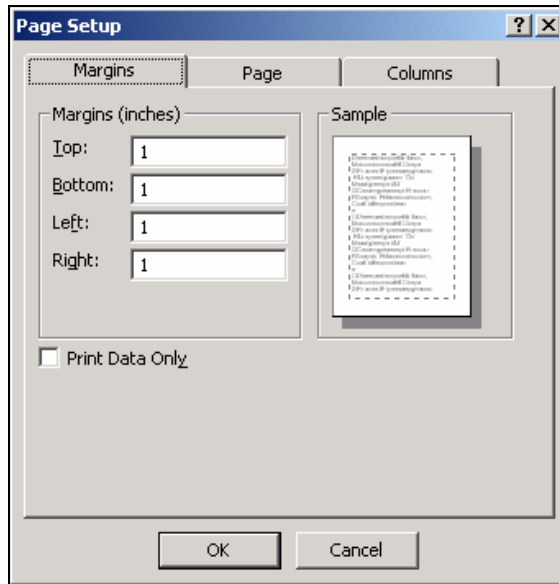 Page Setup
Margins
Page
Columns
Margins (inches)
Sample
Top:
1
Bottom:
1
Left:
1
Right:
1
Print Data Only
OK
Cancel